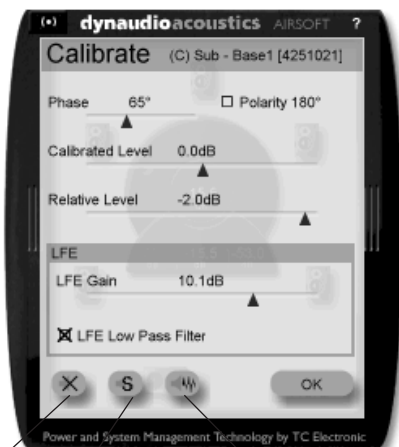 (•) dynaudioacoustics AIRSOFT ?
Calibrate (C) Sub - Base1 [4251021]
Phase 65° Polarity 180°
Calibrated Level 0.0dB
Relative Level -2.0dB
LFE
LFE Gain 10.1dB
LFE Low Pass Filter
S OK
Power and System Management Technology by TC Electronic